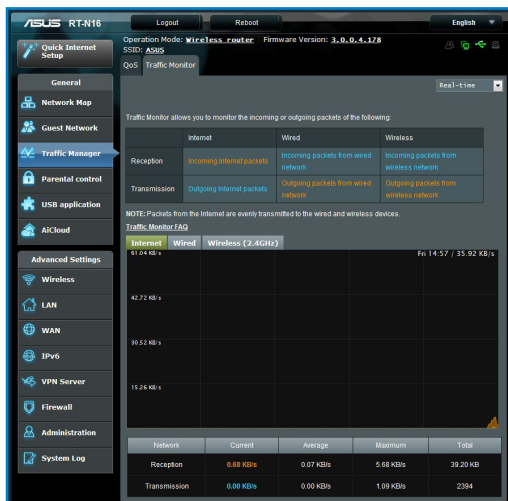 ASUS RT-N16
Logout
Reboot
English
Operation Mode: Wireless router Firmware Version: 3.0.0.4.178
SSID: ASUS
Quick Internet Setup
QoS
Traffic Monitor
General
Network Map
Guest Network
Traffic Manager
Parental control
USB application
AiCloud
Advanced Settings
Wireless
LAN
WAN
IPv6
VPN Server
Firewall
Administration
System Log
Real-time
Traffic Monitor allows you to monitor the incoming or outgoing packets of the following:
Internet Wired Wireless
Reception Incoming Internet packets Incoming packets from wired network Incoming packets from wireless network
Transmission Outgoing Internet packets Outgoing packets from wired network Outgoing packets from wireless network
NOTE: Packets from the Internet are evenly transmitted to the wired and wireless devices.
Traffic Monitor FAQ
Internet Wired Wireless (2.4GHz)
61.04 KB/s
Fri 14:57 / 35.92 KB/s
42.72 KB/s
30.52 KB/s
15.26 KB/s
Network Current Average Maximum Total
Reception 0.68 KB/s 0.07 KB/s 5.68 KB/s 39.20 KB
Transmission 0.00 KB/s 0.00 KB/s 1.09 KB/s 2394